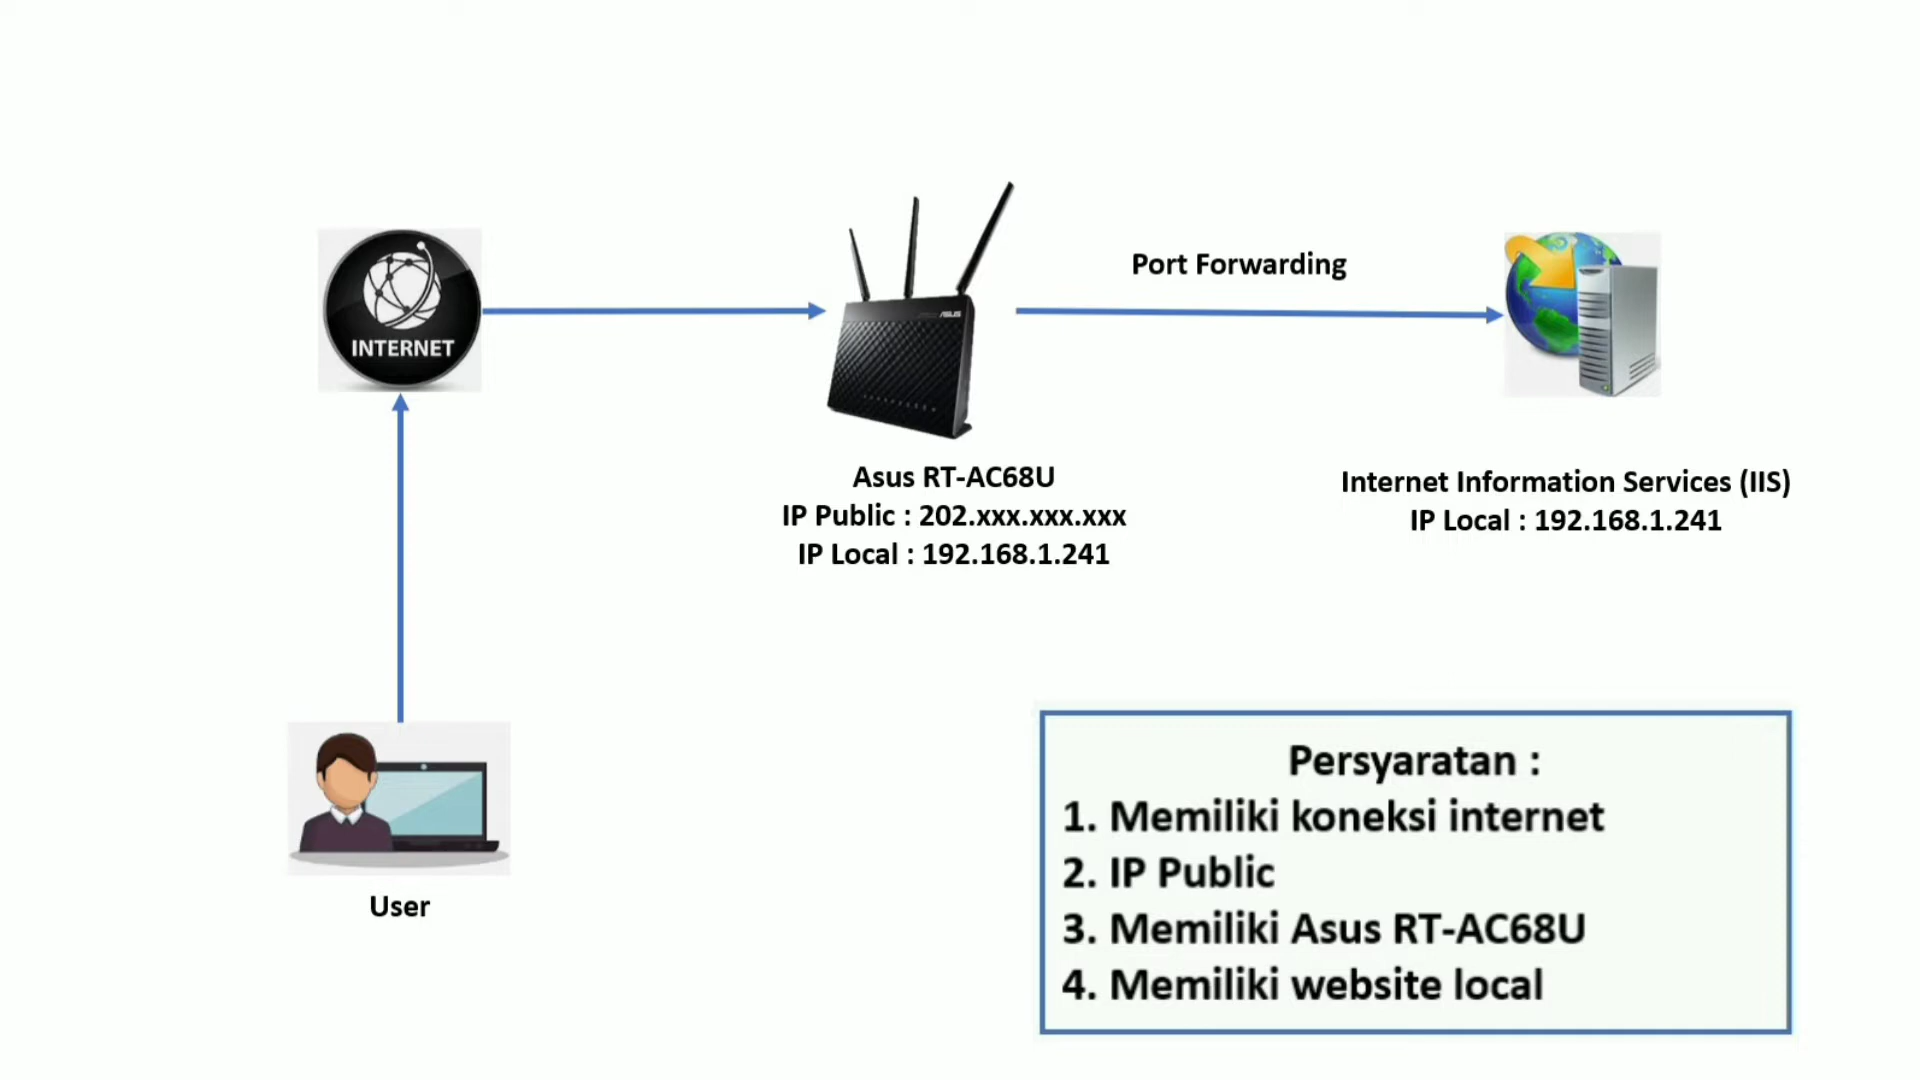 INTERNET
ASUS
Port Forwarding
Asus RT-AC68U
IP Public : 202.xxx.xxx.xxx
IP Local : 192.168.1.241
Internet Information Services (IIS)
IP Local : 192.168.1.241
User
Persyaratan :
1. Memiliki koneksi internet
2. IP Public
3. Memiliki Asus RT-AC68U
4. Memiliki website local